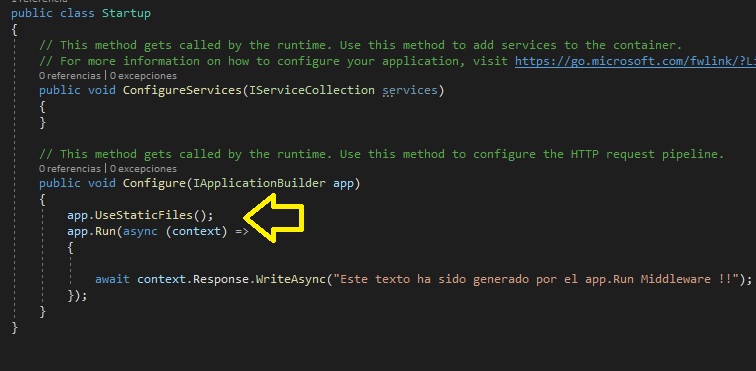 public class Startup
{
// This method gets called by the runtime. Use this method to add services to the container.
// For more information on how to configure your application, visit https://go.microsoft.com/fwlink/?Li
0 referencias | 0 excepciones
public void ConfigureServices(IServiceCollection services)
{
}
// This method gets called by the runtime. Use this method to configure the HTTP request pipeline.
0 referencias | 0 excepciones
public void Configure(IApplicationBuilder app)
{
app.UseStaticFiles();
app.Run(async (context) =>
{
await context.Response.WriteAsync("Este texto ha sido generado por el app.Run Middleware !!");
});
}
}